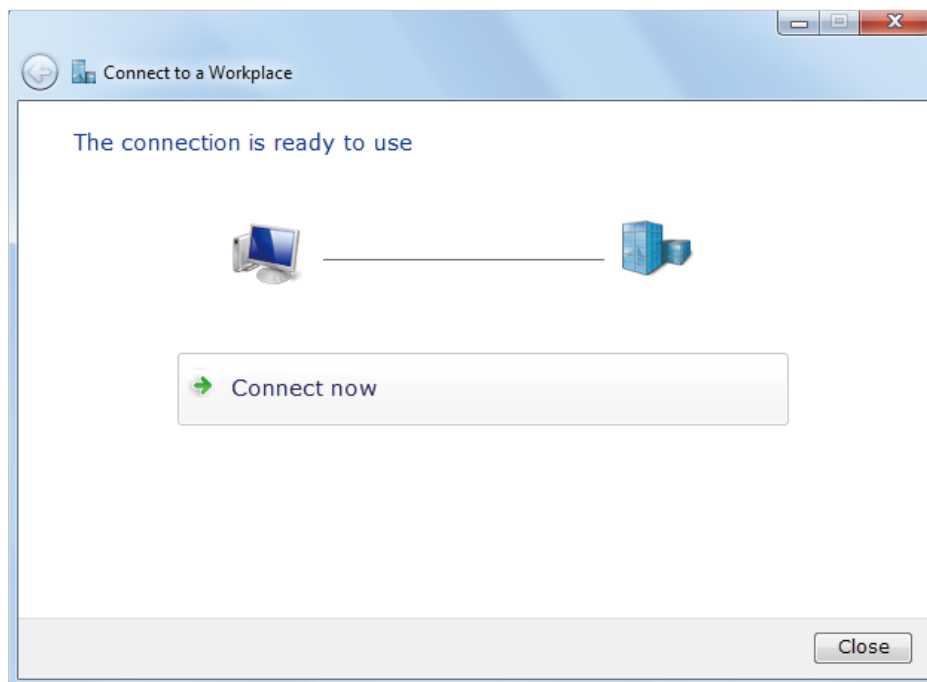 Connect to a Workplace
The connection is ready to use
Connect now
Close